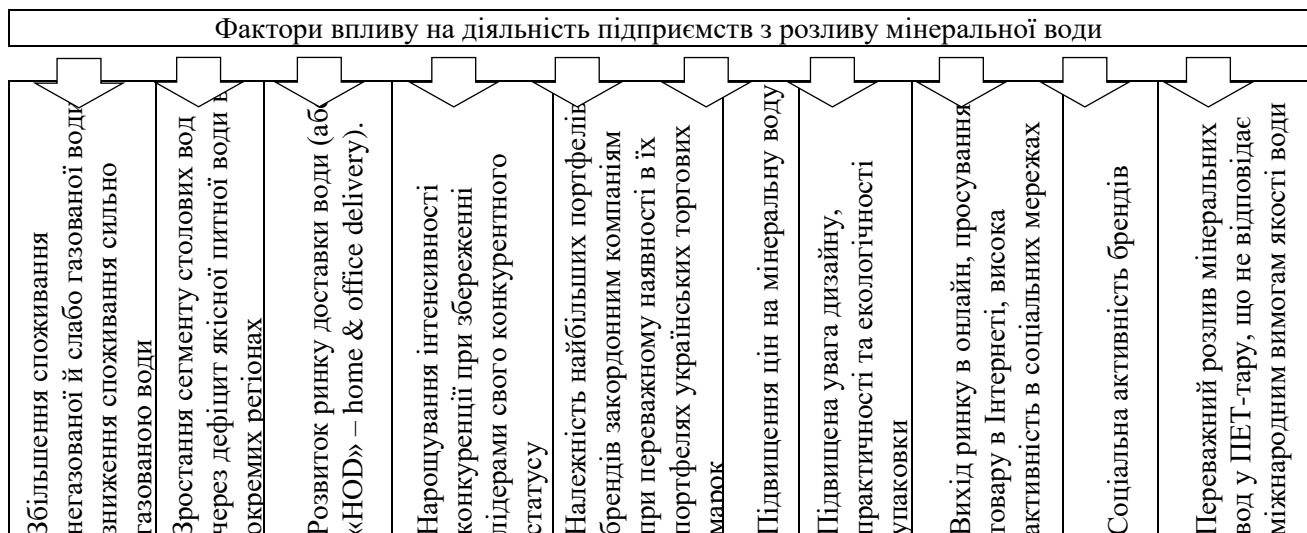 Фактори впливу на діяльність підприємств з розливу мінеральної води
Збільшення споживання
негазованої й слабо газованої води
зниження споживання сильно
газованою води
Зростання сегменту столових вод
через дефіцит якісної питної води в
окремих регіонах
Розвиток ринку доставки води (або
«HOD» – home & office delivery).
Нарощування інтенсивності
конкуренції при збереженні
лідерами свого конкурентного
статусу
Належність найбільших портфелів
брендів закордонним компаніям
при переважному наявності в їх
портфелях українських торгових
марок
Підвищення цін на мінеральну воду
Підвищена увага дизайну,
практичності та екологічності
упаковки
Вихід ринку в онлайн, просування
товару в Інтернеті, висока
активність в соціальних мережах
Соціальна активність брендів
Переважний розлив мінеральних
вод у ПЕТ-тару, що не відповідає
міжнародним вимогам якості води